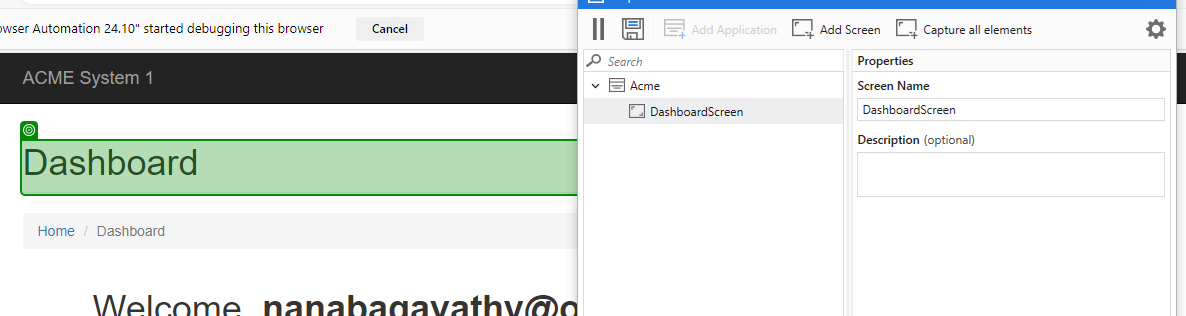 owser Automation 24.10" started debugging this browser
Cancel
ACME System 1
Dashboard
Home / Dashboard
Welcome, nanabagavathy@o
Add Application
Add Screen
Capture all elements
Search
Acme
DashboardScreen
Properties
Screen Name
DashboardScreen
Description (optional)